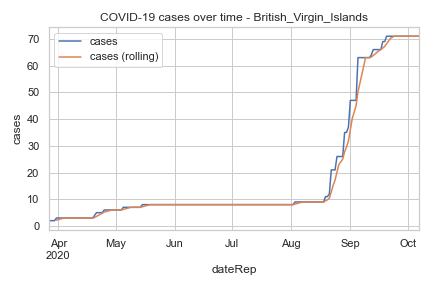 COVID-19 cases over time - British_Virgin_Islands
cases
cases (rolling)
70
60
50
40
30
20
10
0
cases
Apr May Jun Jul Aug Sep Oct
2020
dateRep